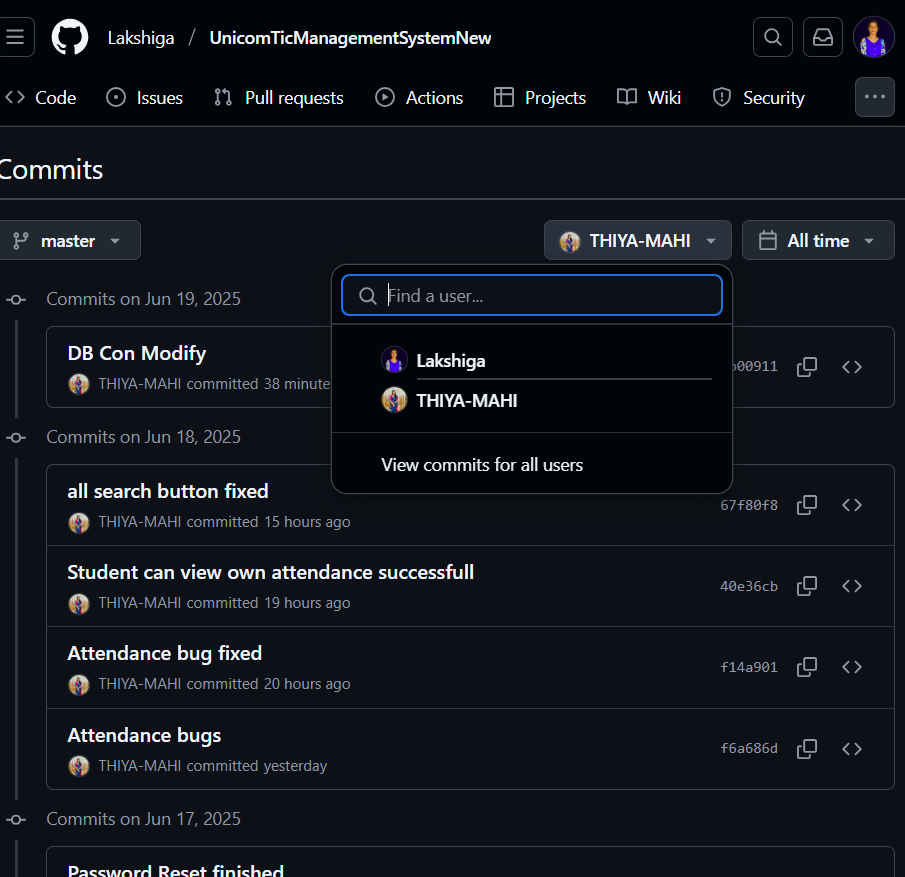 Lakshiga / UnicomTicManagementSystemNew
Code Issues Pull requests Actions Projects Wiki Security
Commits
master THIYA-MAHI All time
Find a user...
Lakshiga
THIYA-MAHI
View commits for all users
Commits on Jun 19, 2025
DB Con Modify
THIYA-MAHI committed 38 minute
00911
Commits on Jun 18, 2025
all search button fixed
THIYA-MAHI committed 15 hours ago
67f80f8
Student can view own attendance successfull
THIYA-MAHI committed 19 hours ago
40e36cb
Attendance bug fixed
THIYA-MAHI committed 20 hours ago
f14a901
Attendance bugs
THIYA-MAHI committed yesterday
f6a686d
Commits on Jun 17, 2025
Password Reset finished